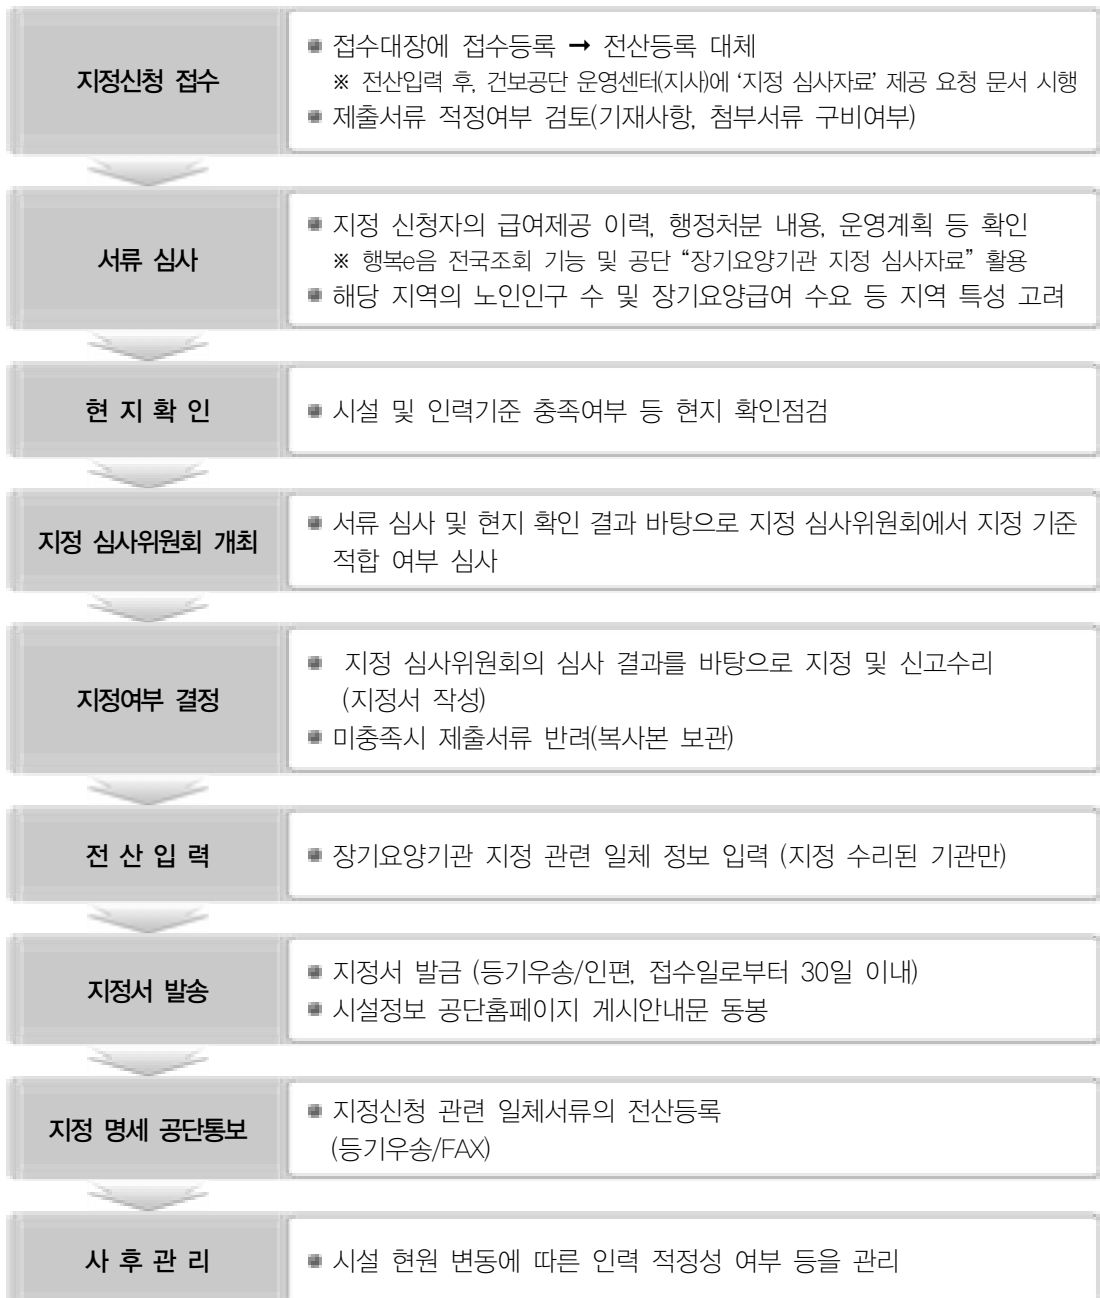 지정신청 접수
접수대장에 접수등록 → 전산등록 대체
※ 전산입력 후, 건보공단 운영센터(지사)에 ‘지정 심사자료’ 제공 요청 문서 시행
제출서류 적정여부 검토(기재사항, 첨부서류 구비여부)
서류 심사
지정 신청자의 급여제공 이력, 행정처분 내용, 운영계획 등 확인
※ 행복e음 전국조회 기능 및 공단 “장기요양기관 지정 심사자료” 활용
해당 지역의 노인인구 수 및 장기요양급여 수요 등 지역 특성 고려
현 지 확 인
시설 및 인력기준 충족여부 등 현지 확인점검
지정 심사위원회 개최
서류 심사 및 현지 확인 결과 바탕으로 지정 심사위원회에서 지정 기준
적합 여부 심사
지정여부 결정
지정 심사위원회의 심사 결과를 바탕으로 지정 및 신고수리
(지정서 작성)
미충족시 제출서류 반려(복사본 보관)
전 산 입 력
장기요양기관 지정 관련 일체 정보 입력 (지정 수리된 기관만)
지정서 발송
지정서 발금 (등기우송/인편, 접수일로부터 30일 이내)
시설정보 공단홈페이지 게시안내문 동봉
지정 명세 공단통보
지정신청 관련 일체서류의 전산등록
(등기우송/FAX)
사 후 관 리
시설 현원 변동에 따른 인력 적정성 여부 등을 관리